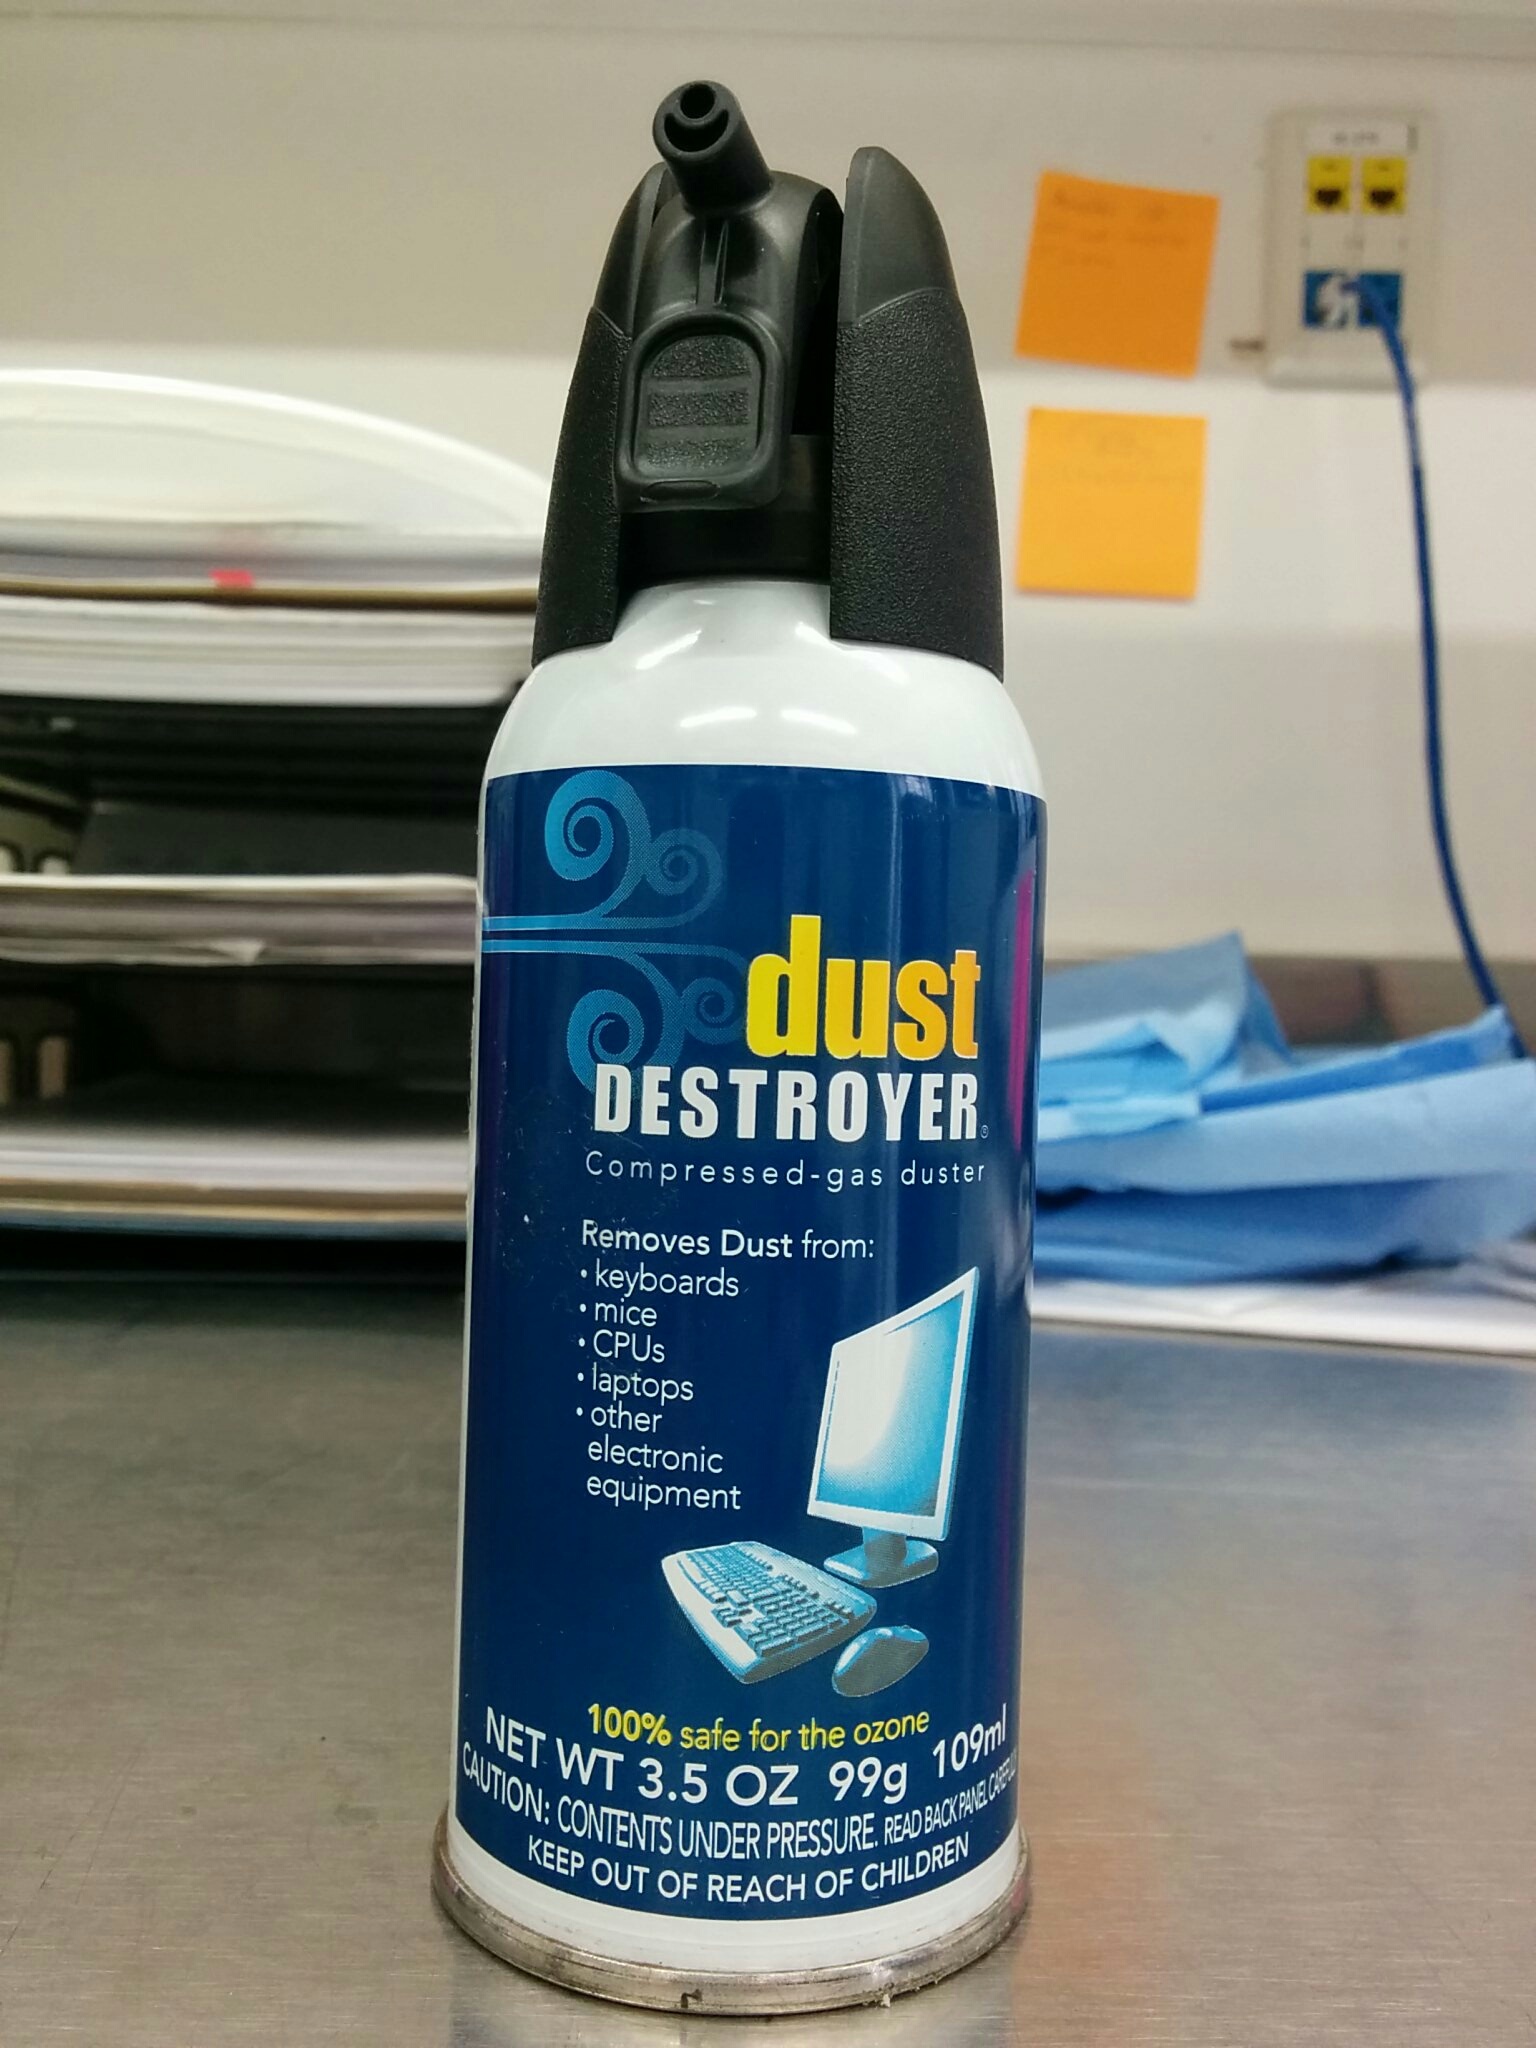 dust
DESTROYER®
Compressed-gas duster
Removes Dust from:
• keyboards
• mice
• CPUs
• laptops
• other
electronic
equipment
100% safe for the ozone
NET WT 3.5 OZ 99g 109ml
CAUTION: CONTENTS UNDER PRESSURE. READ BACK PANEL
KEEP OUT OF REACH OF CHILDREN